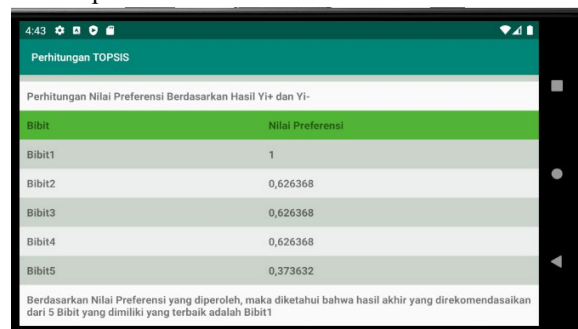 4:43
Perhitungan TOPSIS
Perhitungan Nilai Preferensi Berdasarkan Hasil Yi+ dan Yi-
Bibit Nilai Preferensi
Bibit1 1
Bibit2 0,626368
Bibit3 0,626368
Bibit4 0,626368
Bibit5 0,373632
Berdasarkan Nilai Preferensi yang diperoleh, maka diketahui bahwa hasil akhir yang direkomendasaikan
dari 5 Bibit yang dimiliki yang terbaik adalah Bibit1